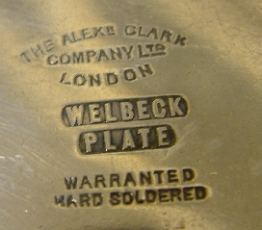 THE ALEXR CLARK
COMPANY LTD
LONDON
WELBECK
PLATE
WARRANTED
HARD SOLDERED